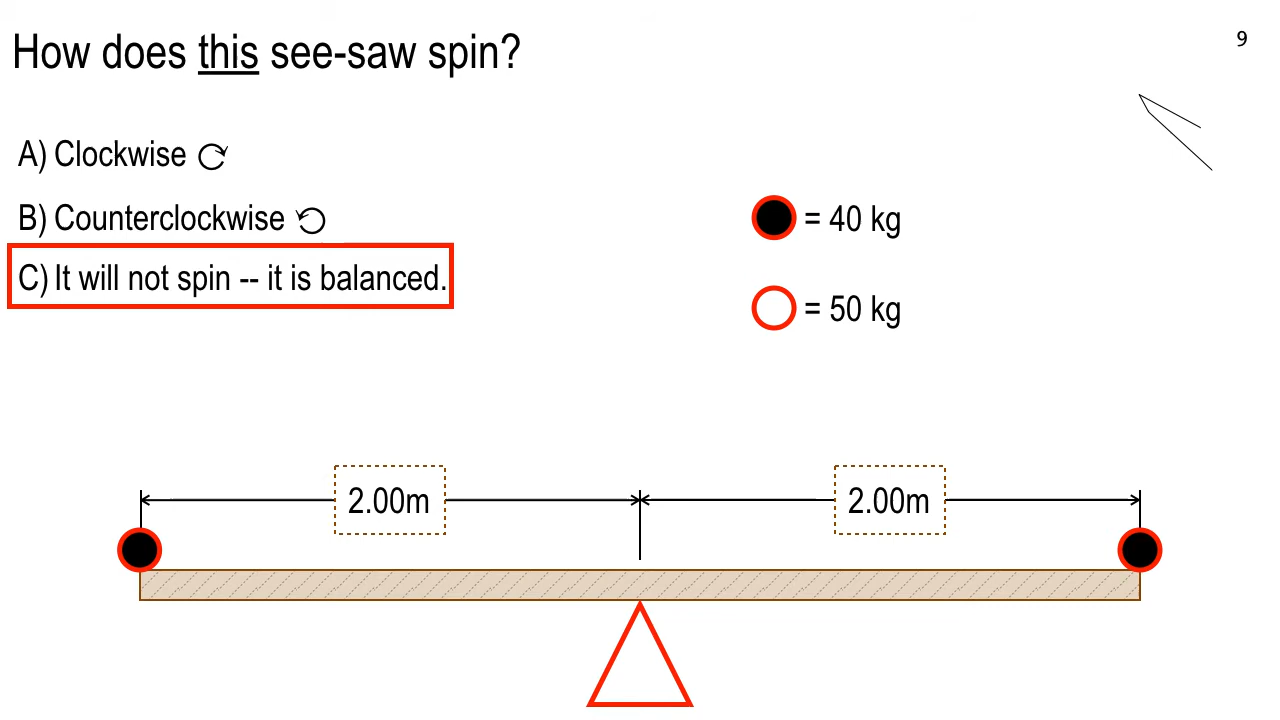 How does this see-saw spin?
9
A) Clockwise
B) Counterclockwise
C) It will not spin -- it is balanced.
= 40 kg
= 50 kg
2.00m
2.00m